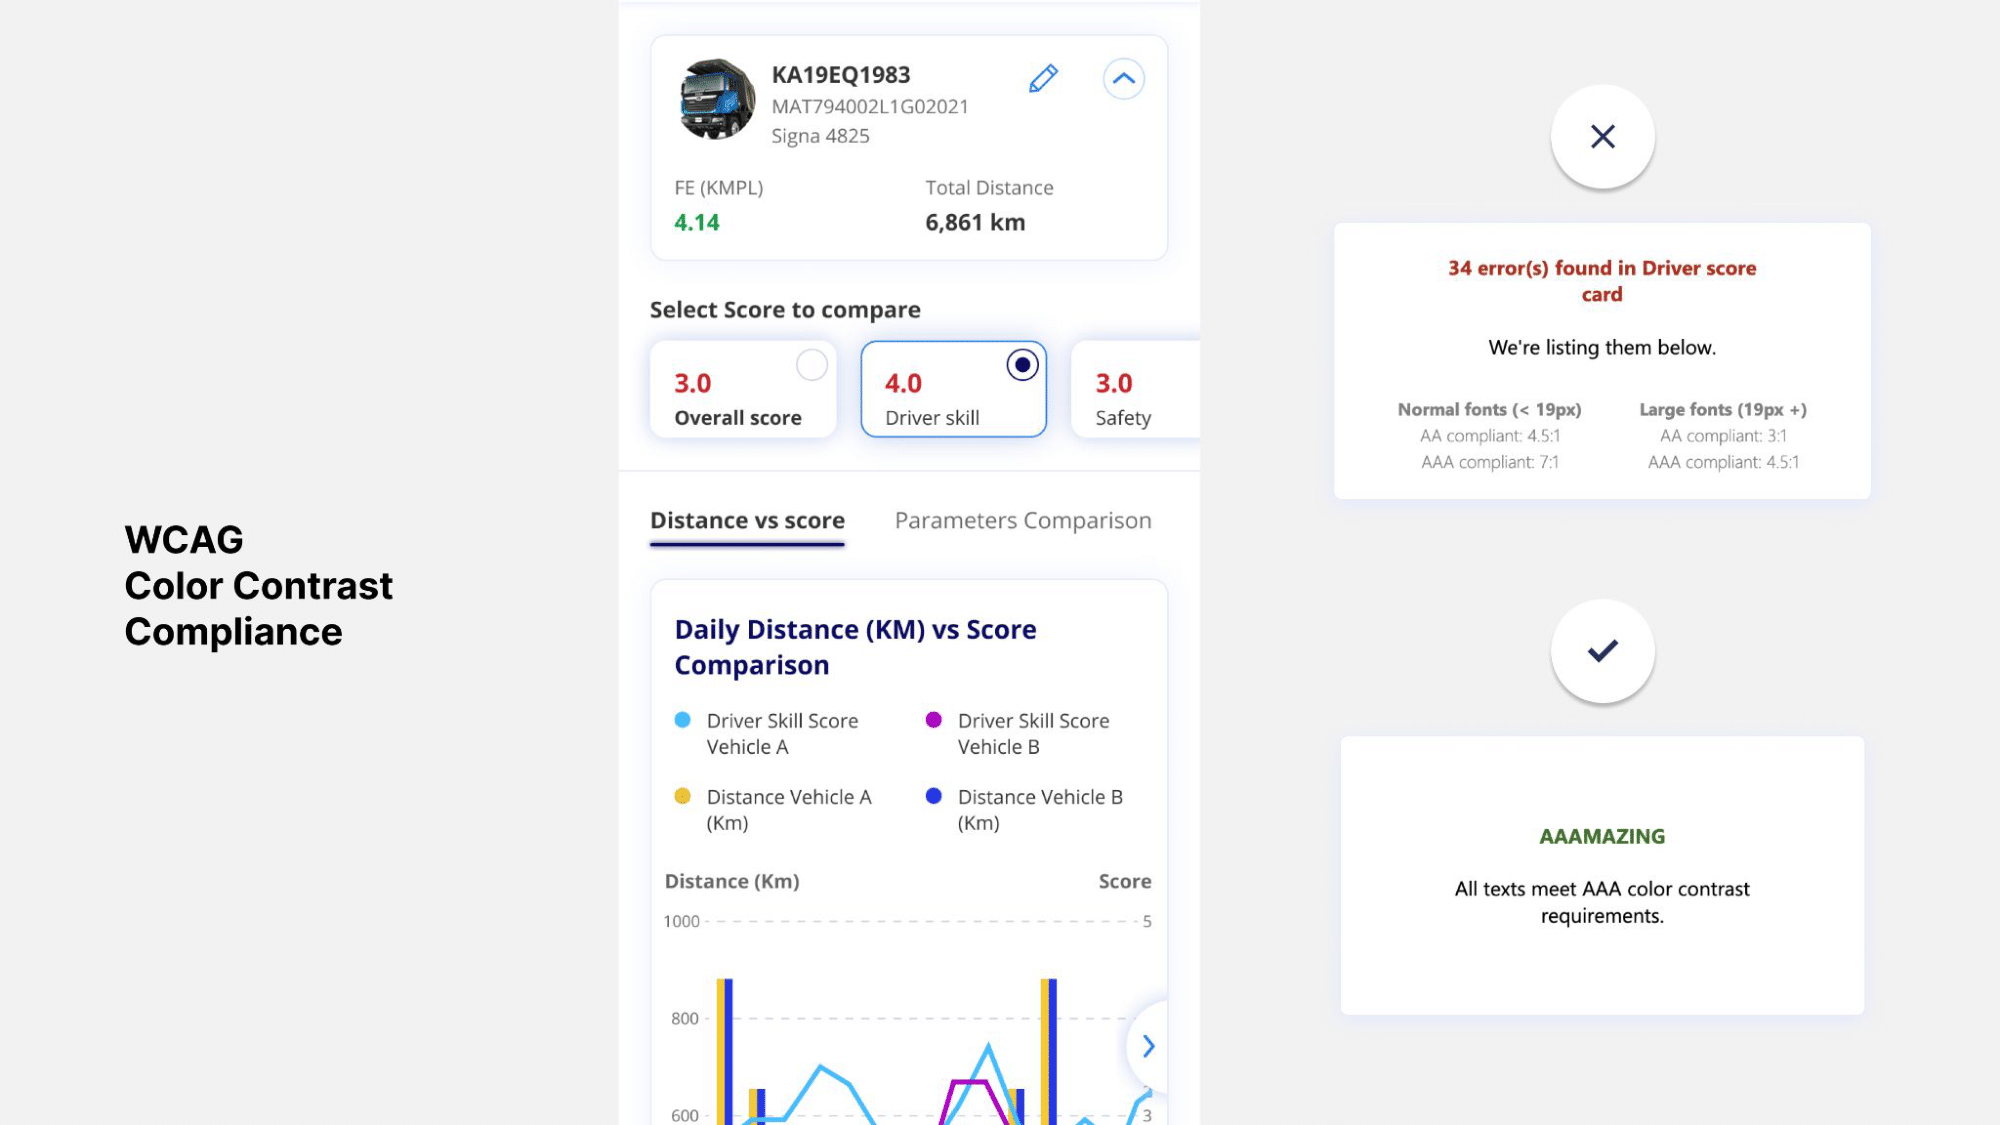 WCAG
Color Contrast
Compliance
KA19EQ1983
MAT794002L1G02021
Signa 4825
FE (KMPL)
Total Distance
4.14
6,861 km
Select Score to compare
3.0
Overall score
4.0
Driver skill
3.0
Safety
Distance vs score
Parameters Comparison
Daily Distance (KM) vs Score
Comparison
Driver Skill Score
Vehicle A
Driver Skill Score
Vehicle B
Distance Vehicle A
(Km)
Distance Vehicle B
(Km)
Distance (Km)
Score
1000
5
800
600
3
34 error(s) found in Driver score
card
We're listing them below.
Normal fonts (< 19px)
AA compliant: 4.5:1
AAA compliant: 7:1
Large fonts (19px +)
AA compliant: 3:1
AAA compliant: 4.5:1
AAAMAZING
All texts meet AAA color contrast
requirements.